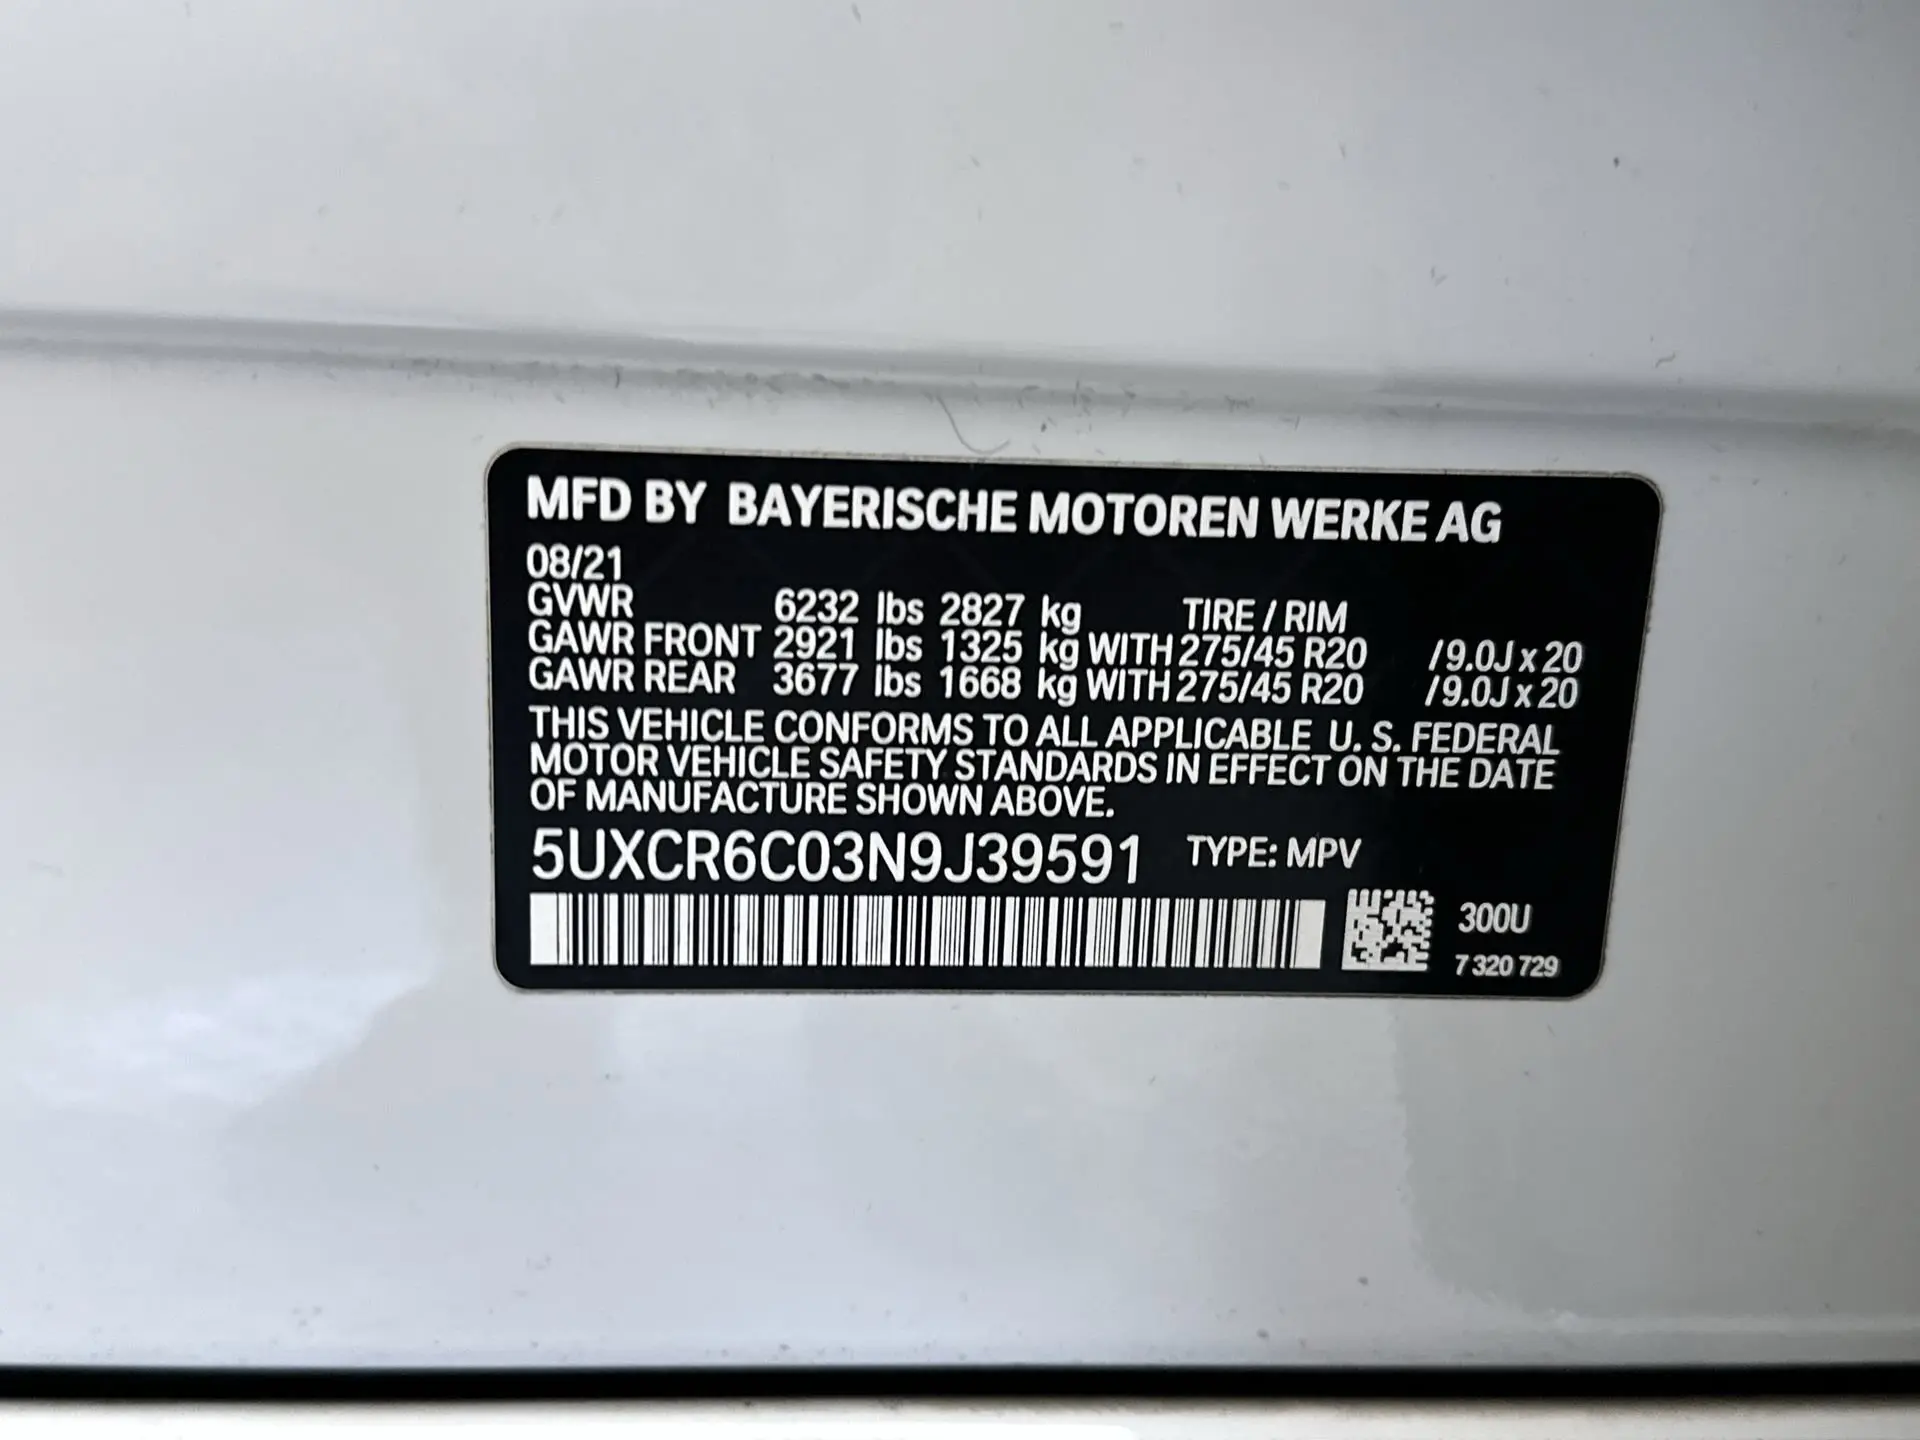 MFD BY BAYERISCHE MOTOREN WERKE AG
08/21
GVWR 6232 lbs 2827 kg TIRE / RIM
GAWR FRONT 2921 lbs 1325 kg WITH 275/45 R20 /9.0J x 20
GAWR REAR 3677 lbs 1668 kg WITH 275/45 R20 /9.0J x 20
THIS VEHICLE CONFORMS TO ALL APPLICABLE U. S. FEDERAL
MOTOR VEHICLE SAFETY STANDARDS IN EFFECT ON THE DATE
OF MANUFACTURE SHOWN ABOVE.
5UXCR6C03N9J39591 TYPE: MPV
300U
7 320 729